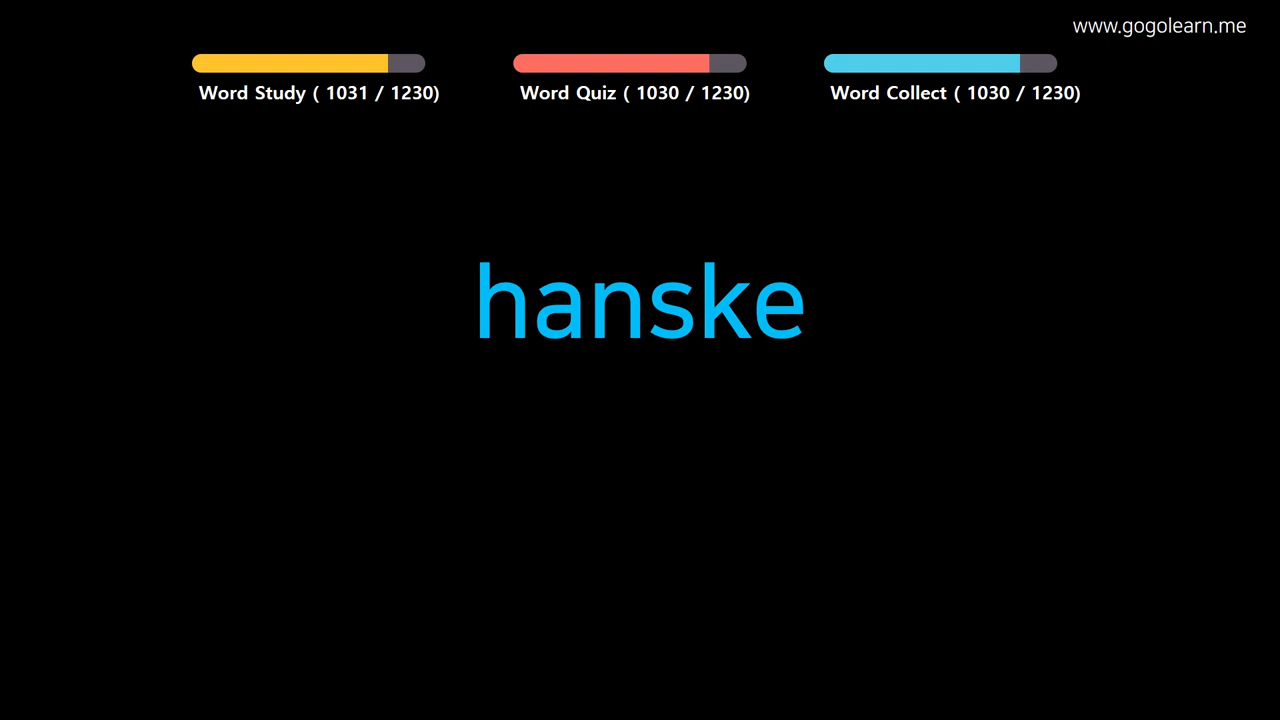 www.gogolearn.me
Word Study ( 1031 / 1230)
Word Quiz ( 1030 / 1230)
Word Collect ( 1030 / 1230)
hanske